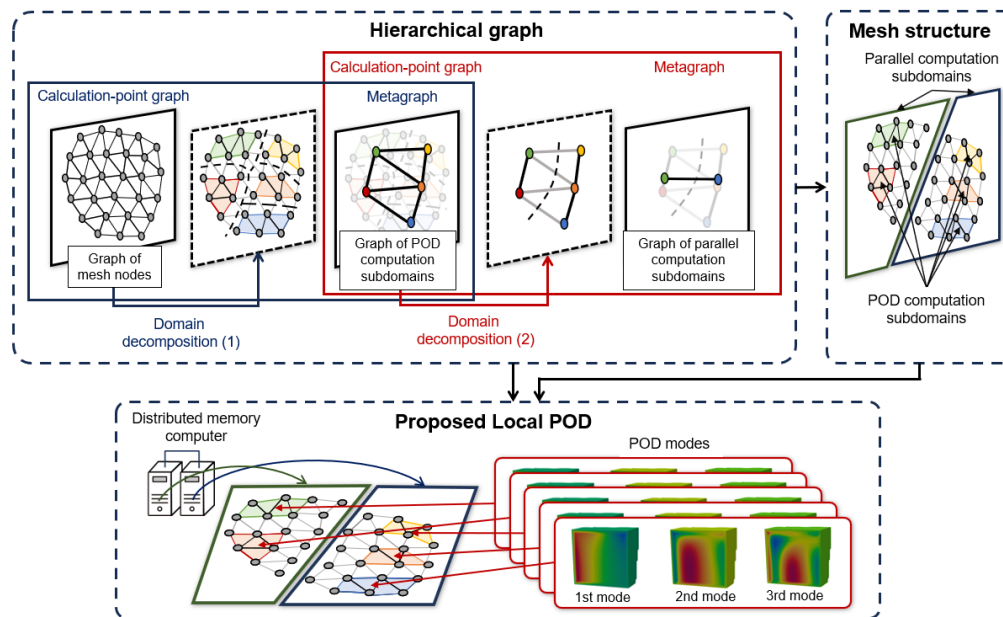 Hierarchical graph
Calculation-point graph
Metagraph
Calculation-point graph
Metagraph
Graph of
mesh nodes
Graph of POD
computation
subdomains
Graph of parallel
computation
subdomains
Domain
decomposition (1)
Domain
decomposition (2)
Mesh structure
Parallel computation
subdomains
POD computation
subdomains
Proposed Local POD
Distributed memory
computer
POD modes
1st mode
2nd mode
3rd mode